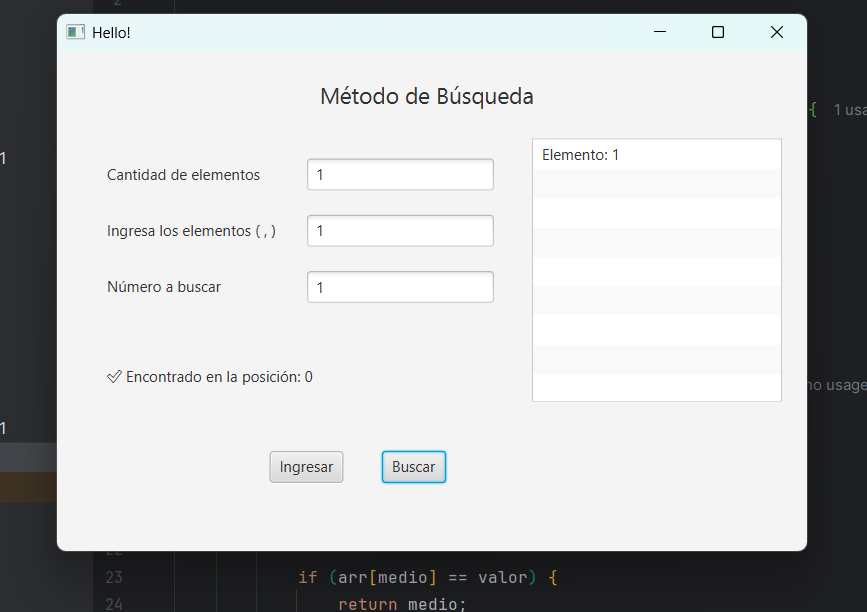 2
Hello!
Método de Búsqueda
{ 1 usa
1
Cantidad de elementos
1
Elemento: 1
Ingresa los elementos ( , )
1
Número a buscar
1
✓ Encontrado en la posición: 0
no usage
1
Ingresar
Buscar
22
23 if (arr[medio] == valor) {
24 return medio;